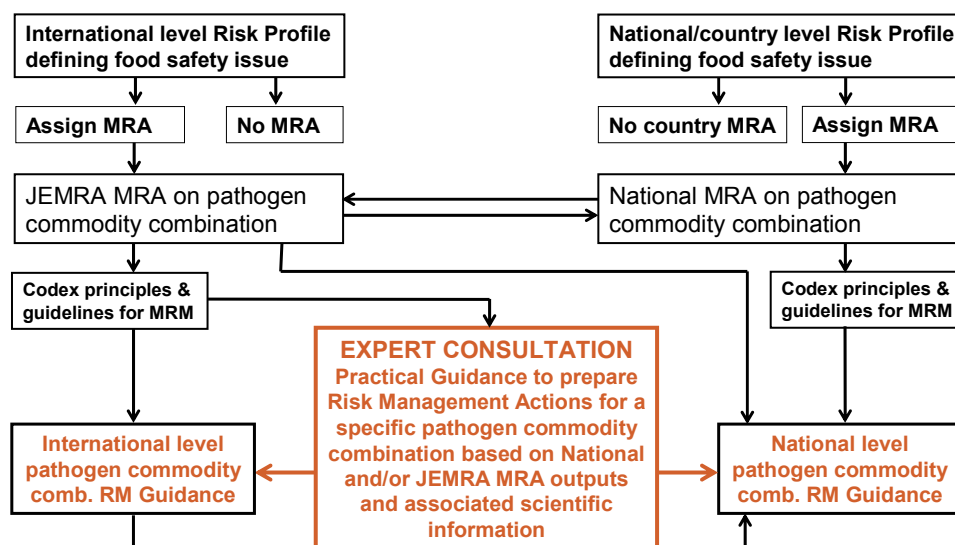 International level Risk Profile
defining food safety issue
National/country level Risk Profile
defining food safety issue
Assign MRA
No MRA
No country MRA
Assign MRA
JEMRA MRA on pathogen
commodity combination
National MRA on pathogen
commodity combination
Codex principles &
guidelines for MRM
Codex principles &
guidelines for MRM
EXPERT CONSULTATION
Practical Guidance to prepare
Risk Management Actions for a
specific pathogen commodity
combination based on National
and/or JEMRA MRA outputs
and associated scientific
information
International level
pathogen commodity
comb. RM Guidance
National level
pathogen commodity
comb. RM Guidance